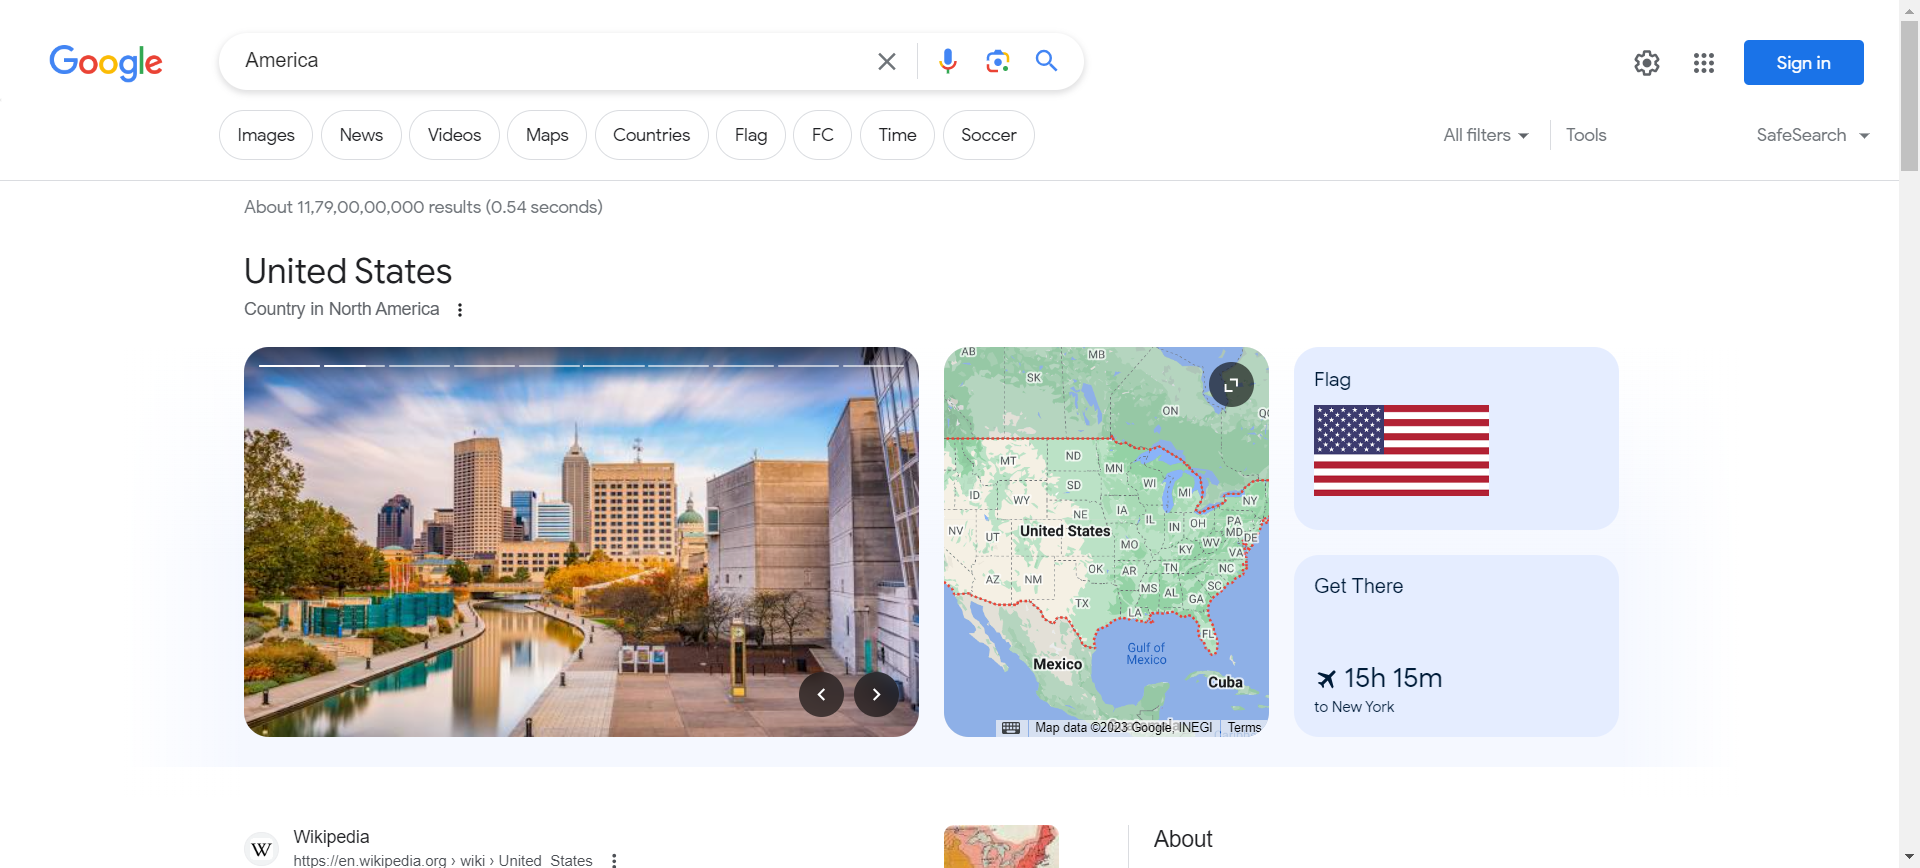 Google
America
Sign in
Images
News
Videos
Maps
Countries
Flag
FC
Time
Soccer
All filters
Tools
SafeSearch
About 11,79,00,00,000 results (0.54 seconds)
United States
Country in North America
AB
MB
SK
ON
QC
MT
ND
MN
ID
WY
SD
WI
MI
NY
NV
UT
NE
IA
IL
IN
OH
PA
MD
DE
United States
MO
KY
WV
VA
AZ
NM
OK
AR
TN
NC
TX
MS
AL
GA
SC
LA
FL
Gulf of
Mexico
Mexico
Cuba
Map data ©2023 Google, INEGI
Terms
Flag
Get There
15h 15m
to New York
W
Wikipedia
https://en.wikipedia.org › wiki › United_States
About